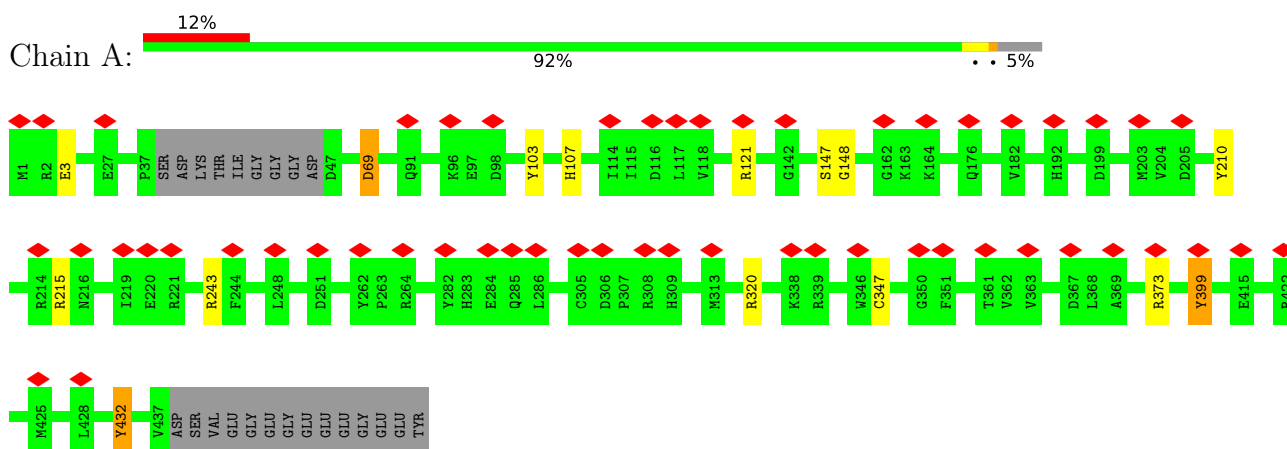 12%
Chain A:
92% • • 5%
M1 R2 E3 E27 P37 SER ASP LYS THR ILE GLY GLY GLY ASP D47 D69 Q91 K96 E97 D98 Y103 H107 I114 I115 D116 L117 V118 R121 G142 S147 G148 G162 K163 K164 Q176 V182 H192 D199 M203 V204 D205 Y210
R214 R215 N216 I219 E220 R221 R243 F244 L248 D251 Y262 P263 R264 Y282 H283 E284 Q285 L286 C305 D306 P307 R308 H309 M313 R320 K338 R339 W346 C347 G350 F351 T361 V362 V363 D367 L368 A369 R373 Y399 E415
M425 L428 Y432 V437 ASP SER VAL GLU GLY GLU GLY GLU GLU GLU GLY GLU GLU TYR